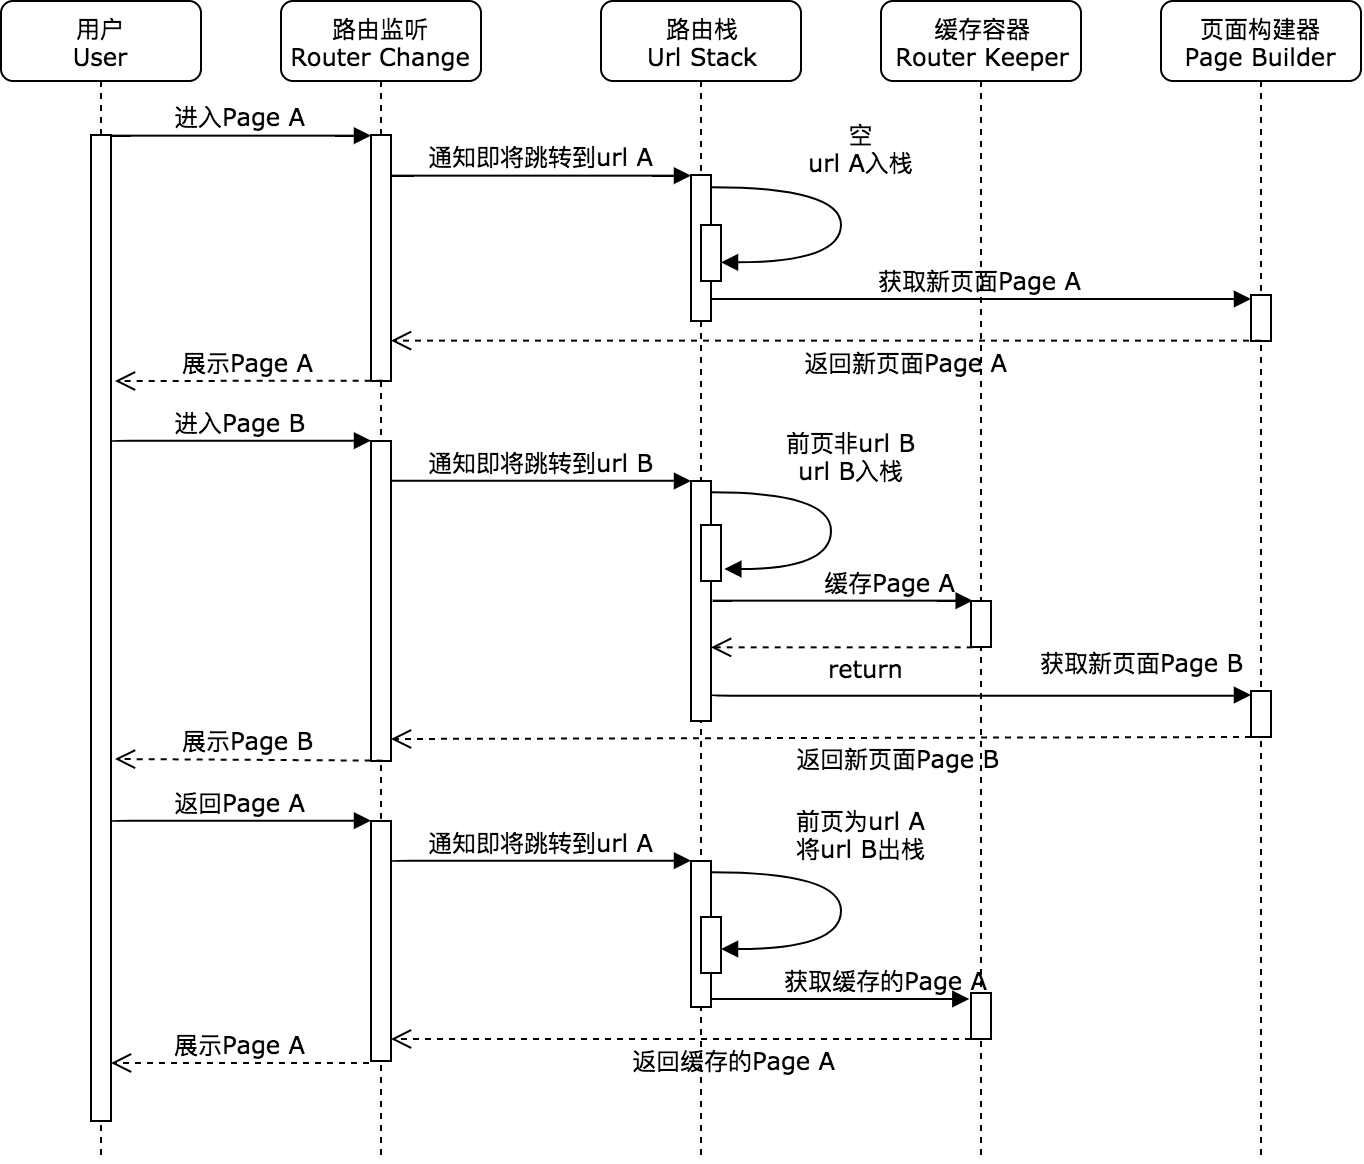 用户
User
路由监听
Router Change
路由栈
Url Stack
缓存容器
Router Keeper
页面构建器
Page Builder
进入Page A
通知即将跳转到url A
空
url A入栈
获取新页面Page A
返回新页面Page A
展示Page A
进入Page B
通知即将跳转到url B
前页非url B
url B入栈
缓存Page A
return
获取新页面Page B
返回新页面Page B
展示Page B
返回Page A
通知即将跳转到url A
前页为url A
将url B出栈
获取缓存的Page A
返回缓存的Page A
展示Page A